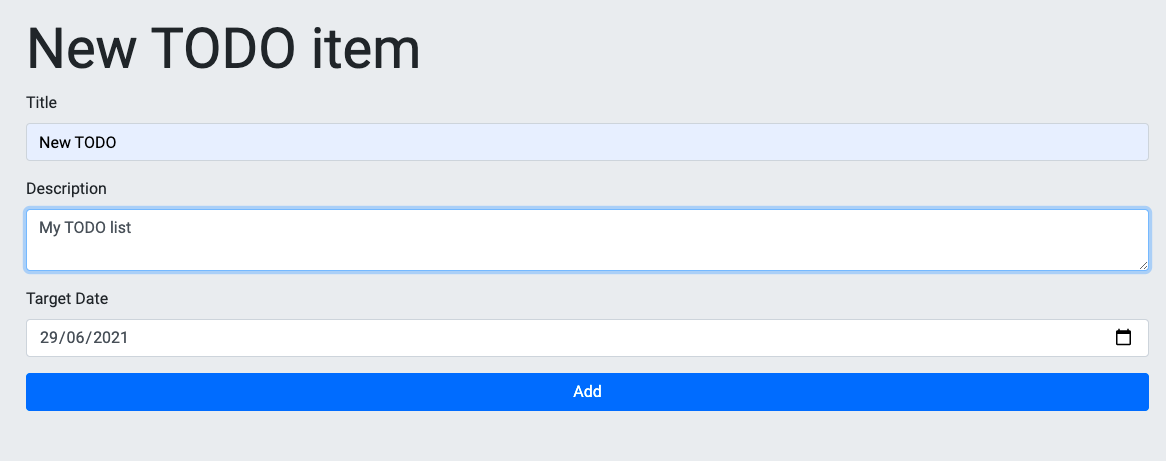 New TODO item
Title
New TODO
Description
My TODO list
Target Date
29/06/2021
Add